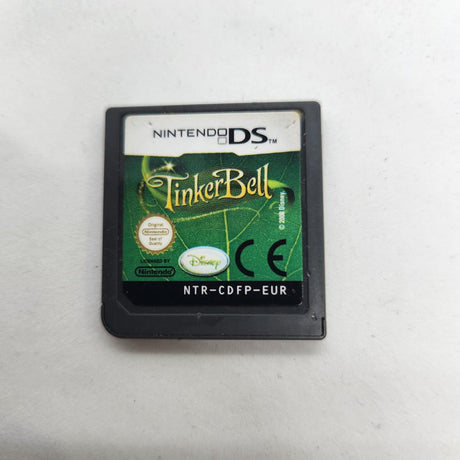 NINTENDO DS™
TinkerBell
© 2008 Disney.
Original
Nintendo
Seal of
Quality
LICENSED BY
Nintendo
Disney
CE
NTR-CDFP-EUR